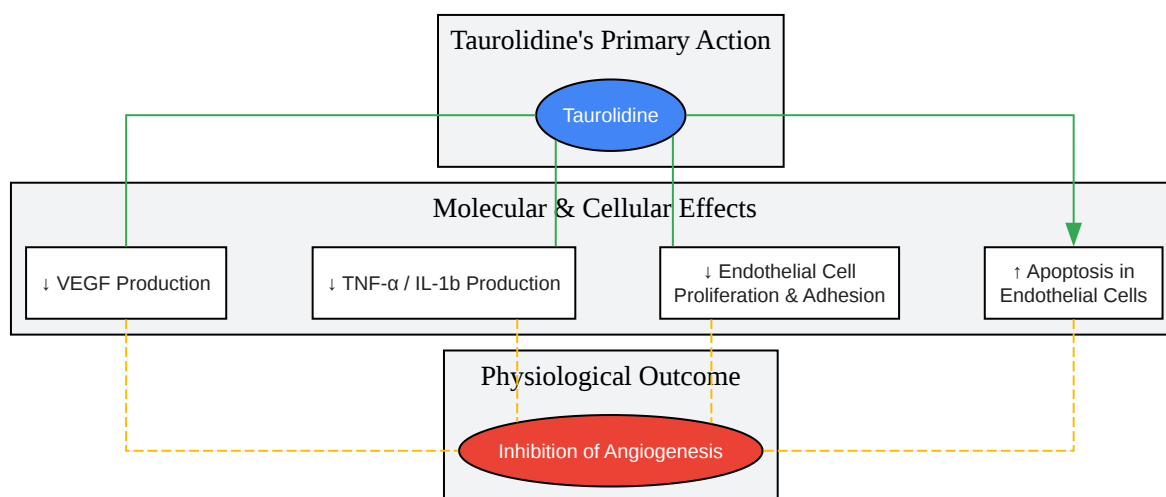 Taurolidine's Primary Action
Taurolidine
Molecular & Cellular Effects
↓ VEGF Production
↓ TNF-α / IL-1b Production
↓ Endothelial Cell
Proliferation & Adhesion
↑ Apoptosis in
Endothelial Cells
Physiological Outcome
Inhibition of Angiogenesis